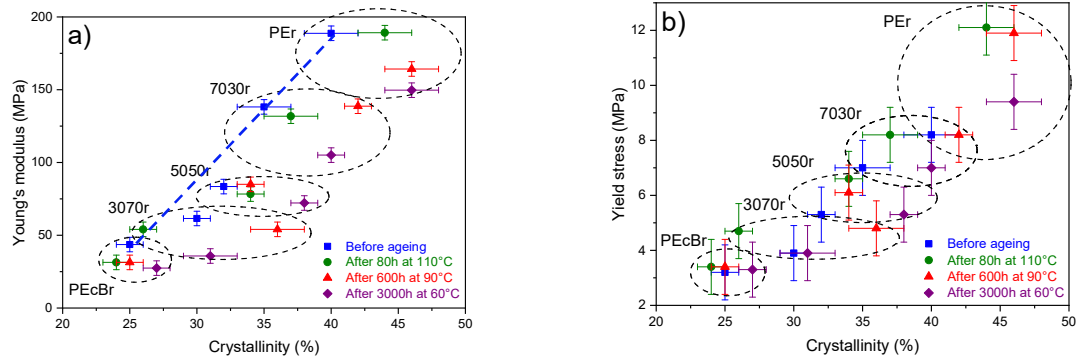 a)
Young's modulus (MPa)
200
150
100
50
0
20
25
30
35
40
45
50
Crystallinity (%)
PEr
7030r
5050r
3070r
PEcBr
Before ageing
After 80h at 110°C
After 600h at 90°C
After 3000h at 60°C
b)
Yield stress (MPa)
12
10
8
6
4
2
20
25
30
35
40
45
50
Crystallinity (%)
PEr
7030r
5050r
3070r
PEcBr
Before ageing
After 80h at 110°C
After 600h at 90°C
After 3000h at 60°C